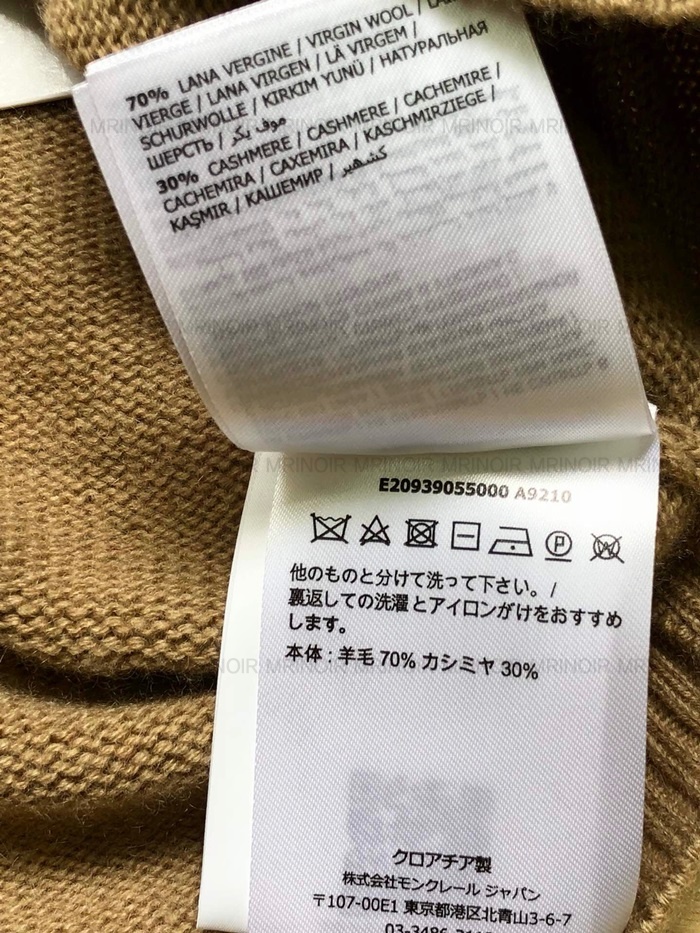 70% LANA VERGINE / VIRGIN WOOL /
VIERGE / LANA VIRGEN / LÃ VIRGEM /
SCHURWOLLE / KIRKIM YUNÜ / НАТУРАЛЬНАЯ
ШЕРСТЬ / صوف بكر
30% CASHMERE / CASHMERE / CACHEMIRE /
CACHEMIRA / CAXEMIRA / KASCHMIRZIEGE /
KAŞMIR / КАШЕМИР / كشمير
MRINOIR MRINOIR MRINOIR MRINOIR
E20939055000 A9210
P
W
他のものと分けて洗って下さい。/
裏返しての洗濯とアイロンがけをおすすめ
します。
本体:羊毛 70% カシミヤ 30%
クロアチア製
株式会社モンクレール ジャパン
〒107-00E1 東京都港区北青山3-6-7